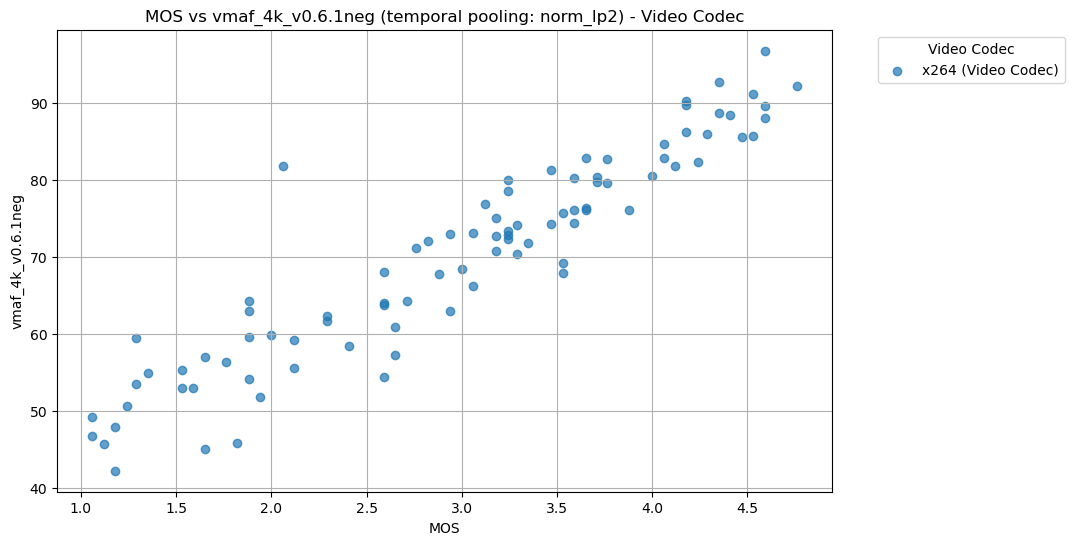 MOS vs vmaf_4k_v0.6.1neg (temporal pooling: norm_lp2) - Video Codec
Video Codec
x264 (Video Codec)
vmaf_4k_v0.6.1neg
90
80
70
60
50
40
1.0 1.5 2.0 2.5 3.0 3.5 4.0 4.5
MOS